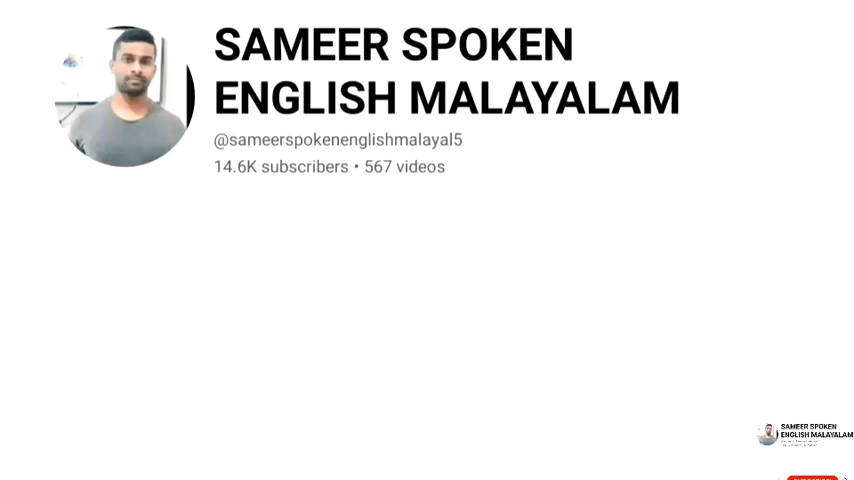 SAMEER SPOKEN
ENGLISH MALAYALAM
@sameerspokenenglishmalayal5
14.6K subscribers • 567 videos
SAMEER SPOKEN
ENGLISH MALAYALAM